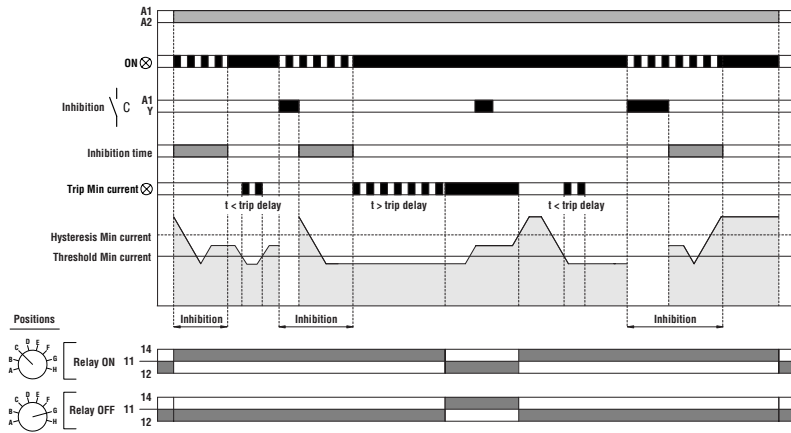 A1
A2
ON
Inhibition C A1
Y
Inhibition time
Trip Min current
t < trip delay t > trip delay t < trip delay
Hysteresis Min current
Threshold Min current
Inhibition Inhibition Inhibition
Positions
A B C D E F G H
Relay ON 11 14
12
A B C D E F G H
Relay OFF 11 14
12